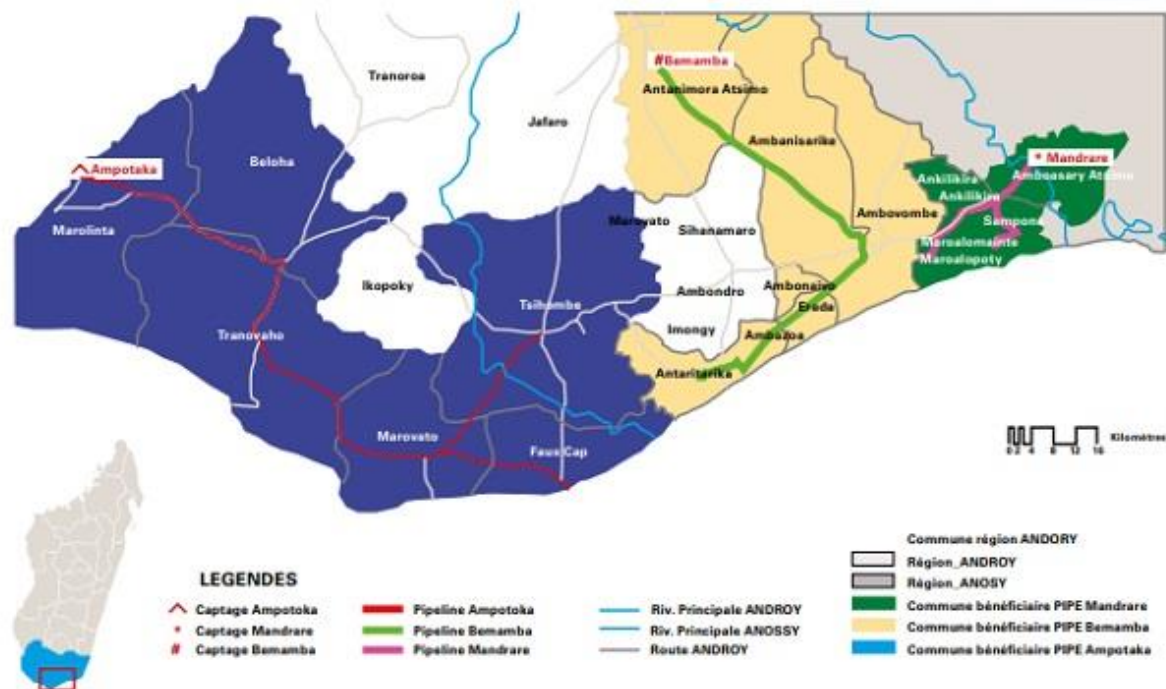 #Bemamba
Tranoroa
Antanimora Atsimo
Jafaro
Ambanisarika
Beloha
Ampotaka
* Mandrare
Amboasary Atsimo
Ankilikira
Ankilikira
Ambovombe
Marovato
Sihanamaro
Sampona
Marolinta
Maroalomainte
Maroalopoty
Ikopoky
Ambondro
Ambonaivo
Tsihombe
Erada
Imongy
Ambazoa
Tranovaho
Antaritarika
Marovato
Faux Cap
Kilomètres
0 2 4 8 12 16
LEGENDES
Captage Ampotoka
* Captage Mandrare
# Captage Bemamba
Pipeline Ampotoka
Pipeline Bemamba
Pipeline Mandrare
Riv. Principale ANDROY
Riv. Principale ANOSSY
Route ANDROY
Commune région ANDORY
Région_ANDROY
Région_ANOSY
Commune bénéficiaire PIPE Mandrare
Commune bénéficiaire PIPE Bemamba
Commune bénéficiaire PIPE Ampotaka